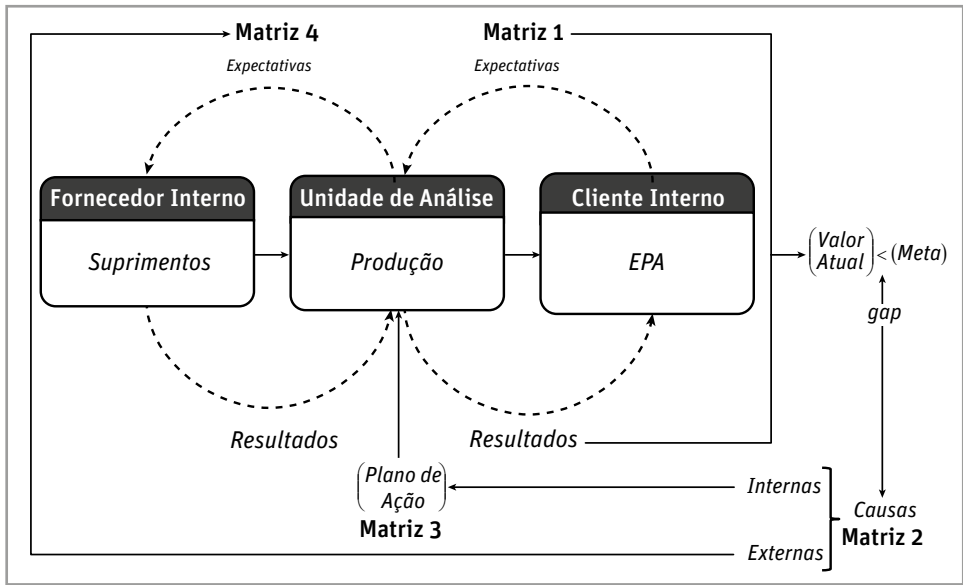 Matriz 4
Matriz 1
Expectativas
Expectativas
Fornecedor Interno
Unidade de Análise
Cliente Interno
Suprimentos
Produção
EPA
(Valor Atual) < (Meta)
gap
Resultados
Resultados
(Plano de
Ação)
Matriz 3
Internas
Causas
Matriz 2
Externas